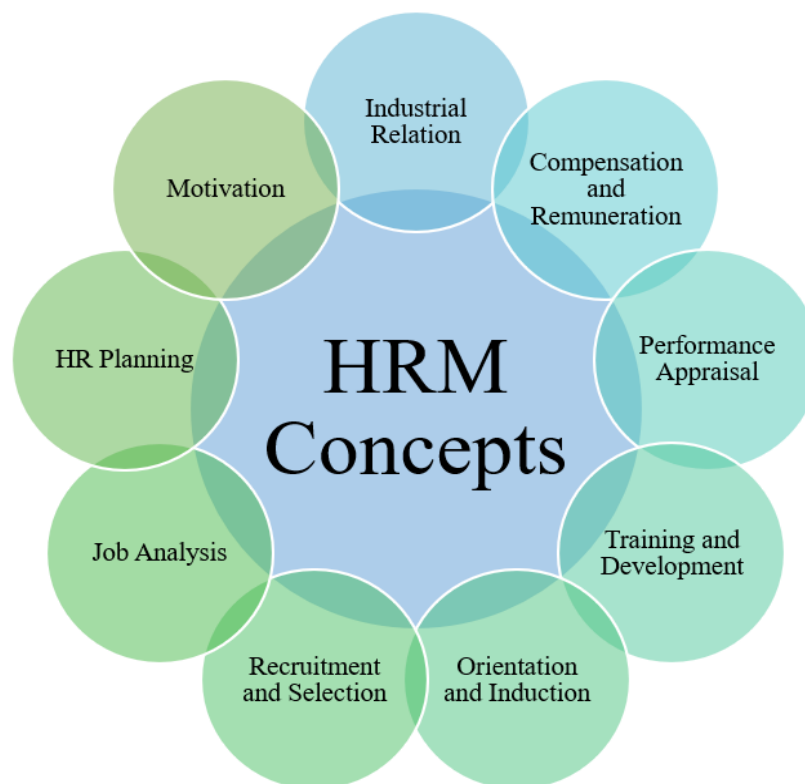 Industrial
Relation
Compensation
and
Remuneration
Performance
Appraisal
Training and
Development
Orientation
and Induction
Recruitment
and Selection
Job Analysis
HR Planning
Motivation
HRM
Concepts